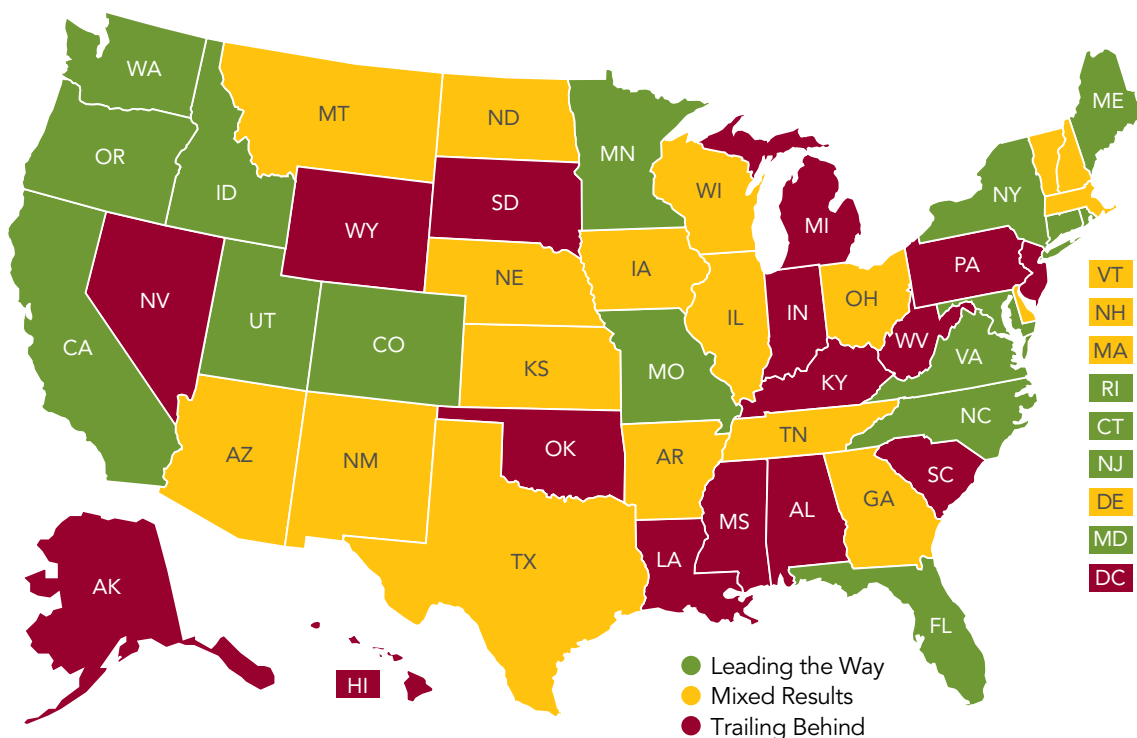 WA
MT
ND
ME
OR
MN
ID
WI
NY
SD
WY
MI
IA
PA
NE
NV
OH
VT
UT
IL
IN
NH
CO
WV
CA
VA
MA
KS
MO
KY
RI
NC
CT
TN
AZ
OK
NJ
NM
AR
SC
DE
GA
MS
AL
MD
TX
LA
DC
AK
FL
Leading the Way
HI
Mixed Results
Trailing Behind